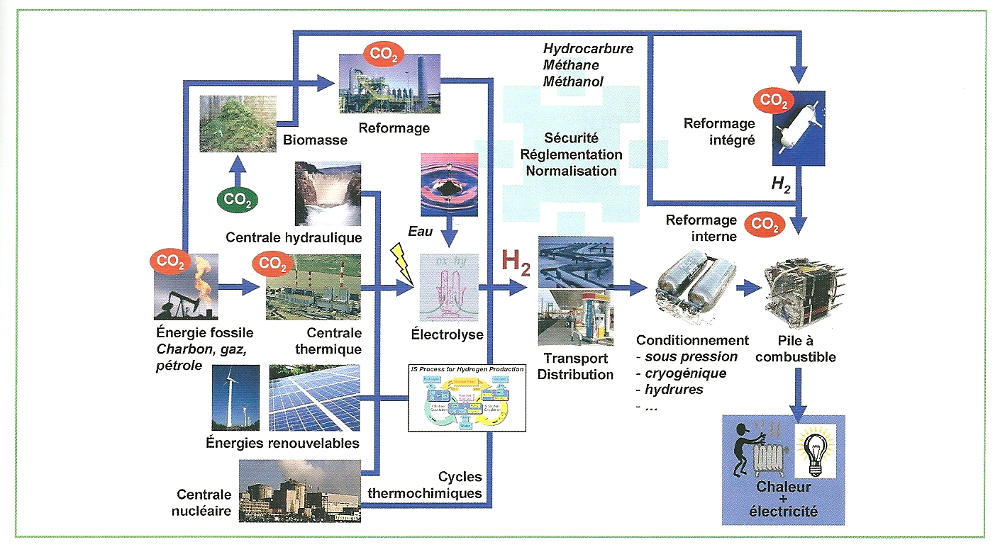 Hydrocarbure
Méthane
Méthanol
CO2
Reformage
Biomasse
CO2
CO2
Reformage
intégré
Sécurité
Réglementation
Normalisation
H2
Centrale hydraulique
Eau
Reformage
interne
CO2
CO2
CO2
ox hy
H2
Énergie fossile
Charbon, gaz,
pétrole
Centrale
thermique
Électrolyse
Transport
Distribution
Conditionnement
- sous pression
- cryogénique
- hydrures
- ...
Pile à
combustible
IS Process for Hydrogen Production
Énergies renouvelables
Centrale
nucléaire
Cycles
thermochimiques
Chaleur
+
électricité